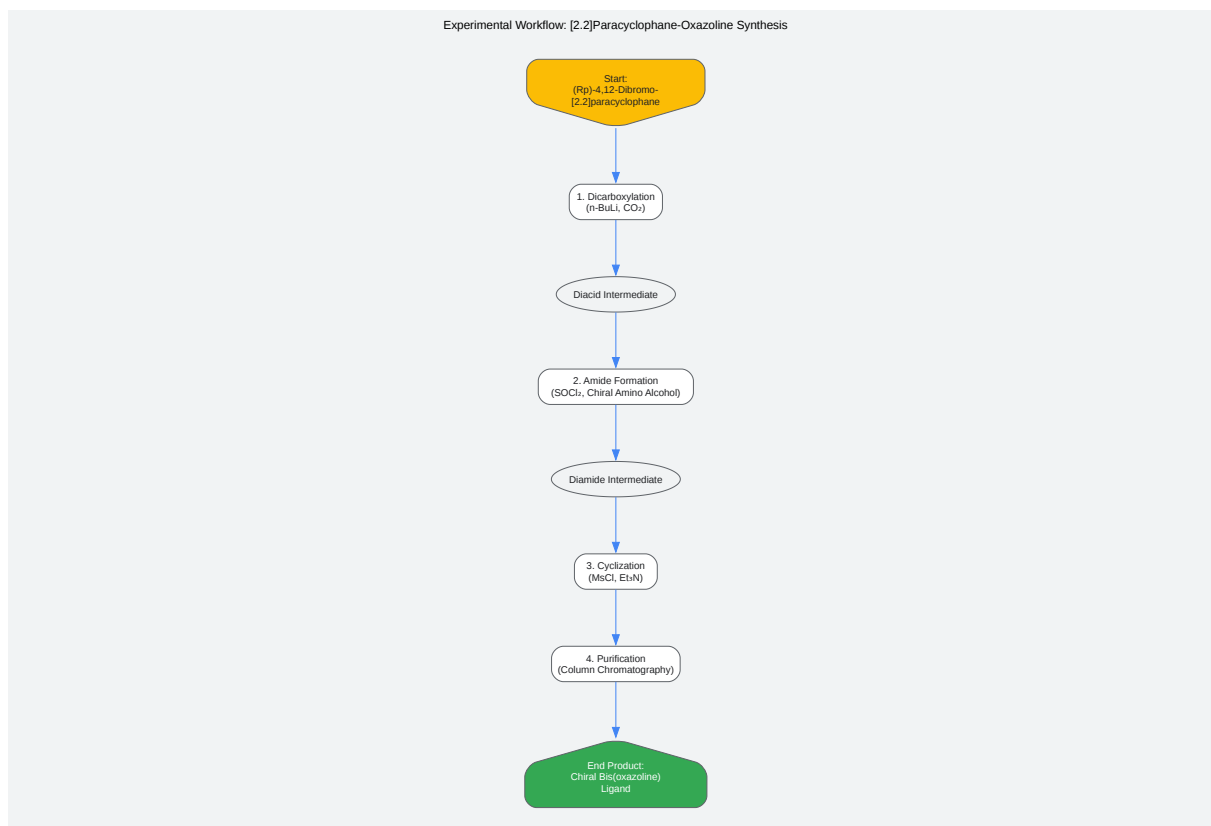 Experimental Workflow: [2.2]Paracyclophane-Oxazoline Synthesis
Start:
(Rp)-4,12-Dibromo-
[2.2]paracyclophane
1. Dicarboxylation
(n-BuLi, CO₂)
Diacid Intermediate
2. Amide Formation
(SOCl₂, Chiral Amino Alcohol)
Diamide Intermediate
3. Cyclization
(MsCl, Et₃N)
4. Purification
(Column Chromatography)
End Product:
Chiral Bis(oxazoline)
Ligand